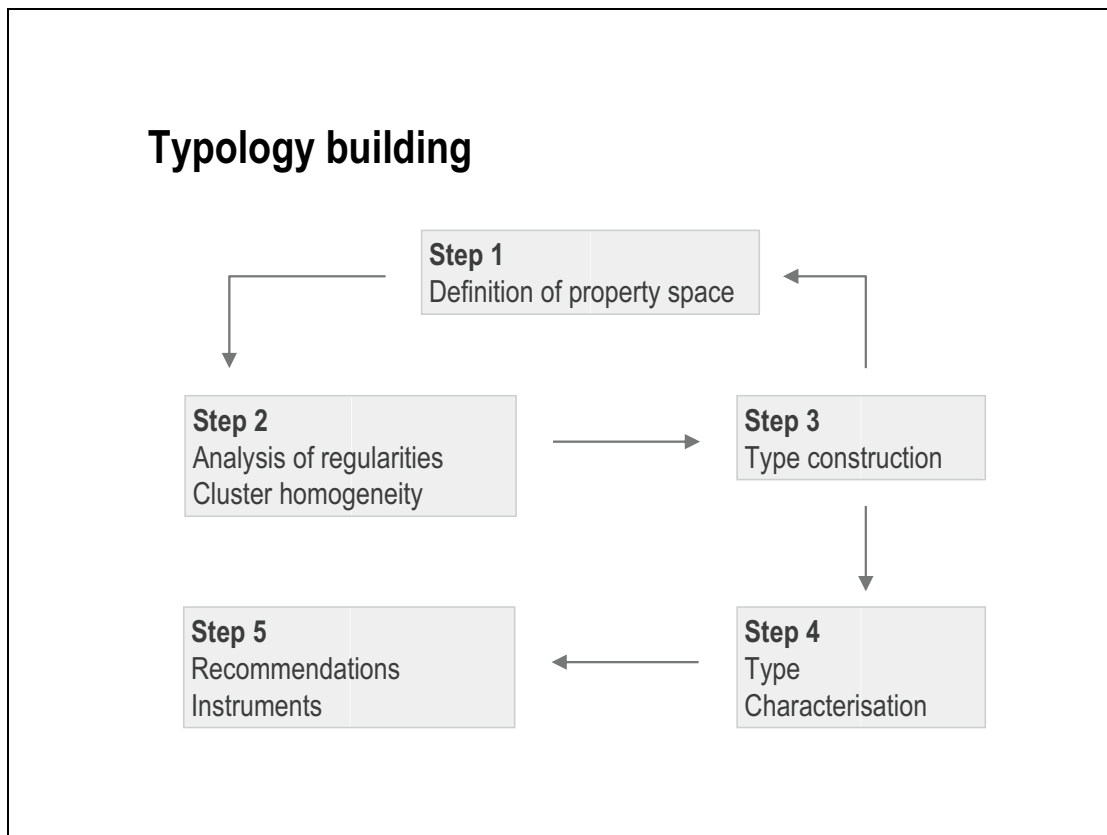 Typology building
Step 1
Definition of property space
Step 2
Analysis of regularities
Cluster homogeneity
Step 3
Type construction
Step 4
Type
Characterisation
Step 5
Recommendations
Instruments